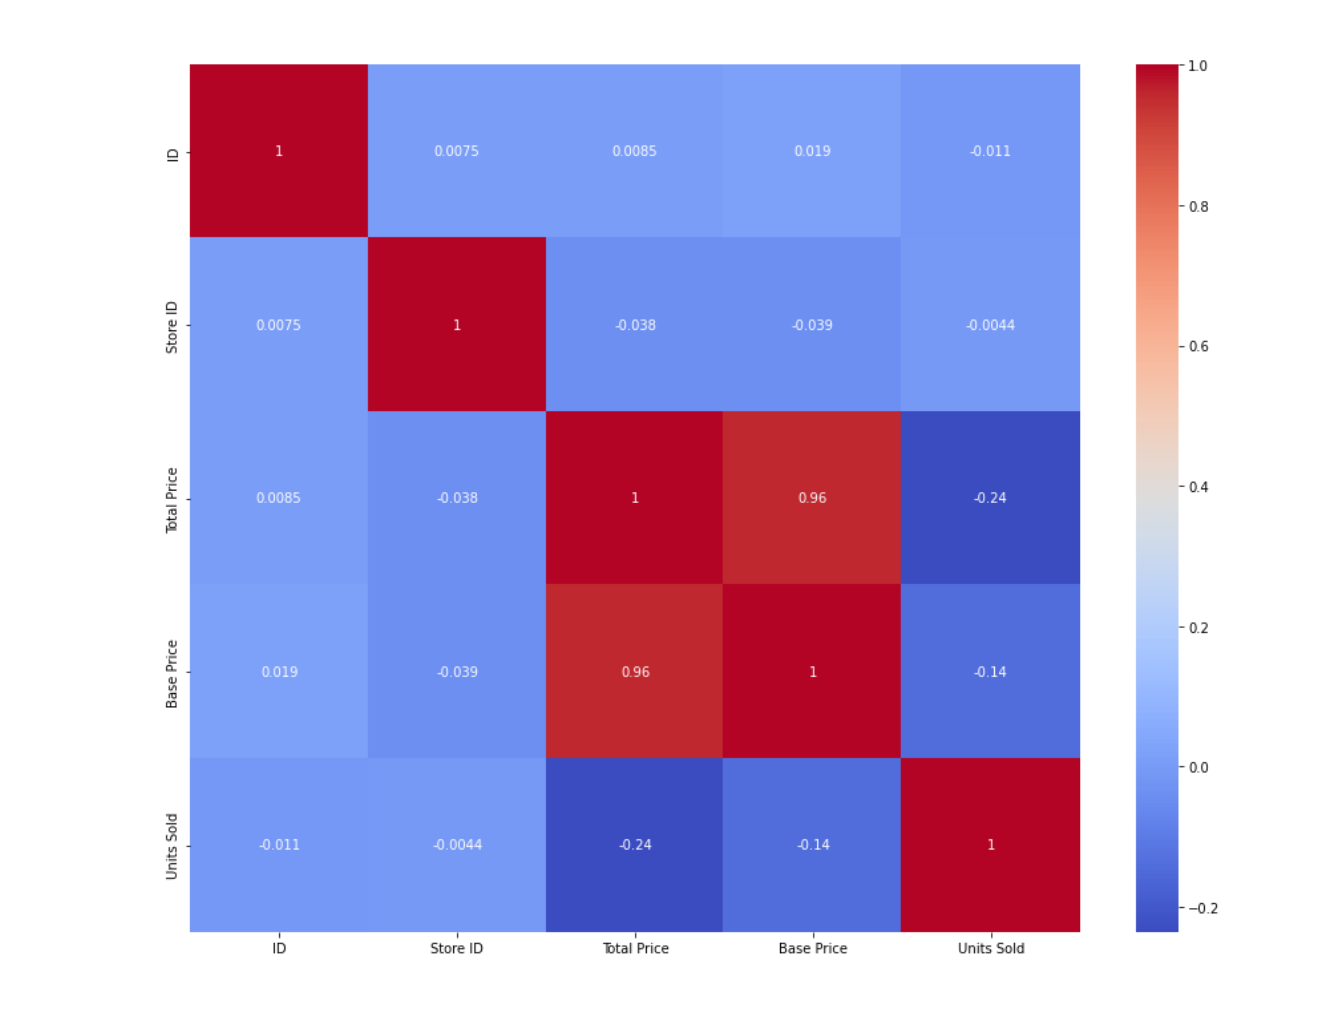 1.0
ID 1 0.0075 0.0085 0.019 -0.011
0.8
Store ID 0.0075 1 -0.038 -0.039 -0.0044
0.6
0.4
Total Price 0.0085 -0.038 1 0.96 -0.24
0.2
Base Price 0.019 -0.039 0.96 1 -0.14
0.0
Units Sold -0.011 -0.0044 -0.24 -0.14 1
−0.2
ID Store ID Total Price Base Price Units Sold